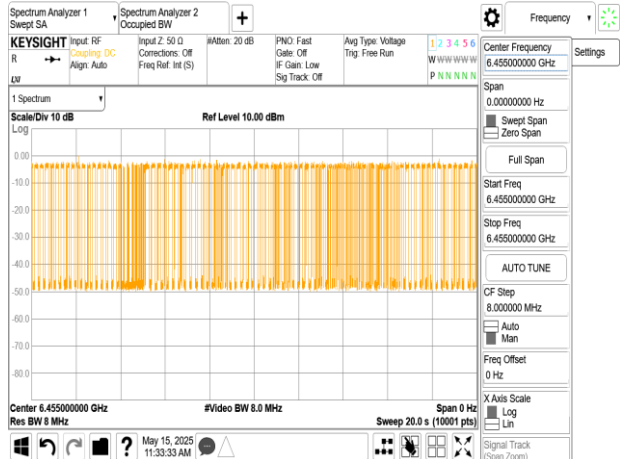 Spectrum Analyzer 1
Swept SA
Spectrum Analyzer 2
Occupied BW
+
Frequency
KEYSIGHT
R
LXI
Input: RF
Coupling: DC
Align: Auto
Input Z: 50 Ω
Corrections: Off
Freq Ref: Int (S)
#Atten: 20 dB
PNO: Fast
Gate: Off
IF Gain: Low
Sig Track: Off
Avg Type: Voltage
Trig: Free Run
1 2 3 4 5 6
W W W W W W
P N N N N N
Center Frequency
6.455000000 GHz
Settings
Span
0.00000000 Hz
Swept Span
Zero Span
Full Span
Start Freq
6.455000000 GHz
Stop Freq
6.455000000 GHz
AUTO TUNE
CF Step
8.000000 MHz
Auto
Man
Freq Offset
0 Hz
X Axis Scale
Log
Lin
Signal Track
(Span Zoom)
1 Spectrum
Scale/Div 10 dB
Ref Level 10.00 dBm
Log
0.00
-10.0
-20.0
-30.0
-40.0
-50.0
-60.0
-70.0
-80.0
Center 6.455000000 GHz
#Video BW 8.0 MHz
Span 0 Hz
Res BW 8 MHz
Sweep 20.0 s (10001 pts)
?
May 15, 2025
11:33:33 AM